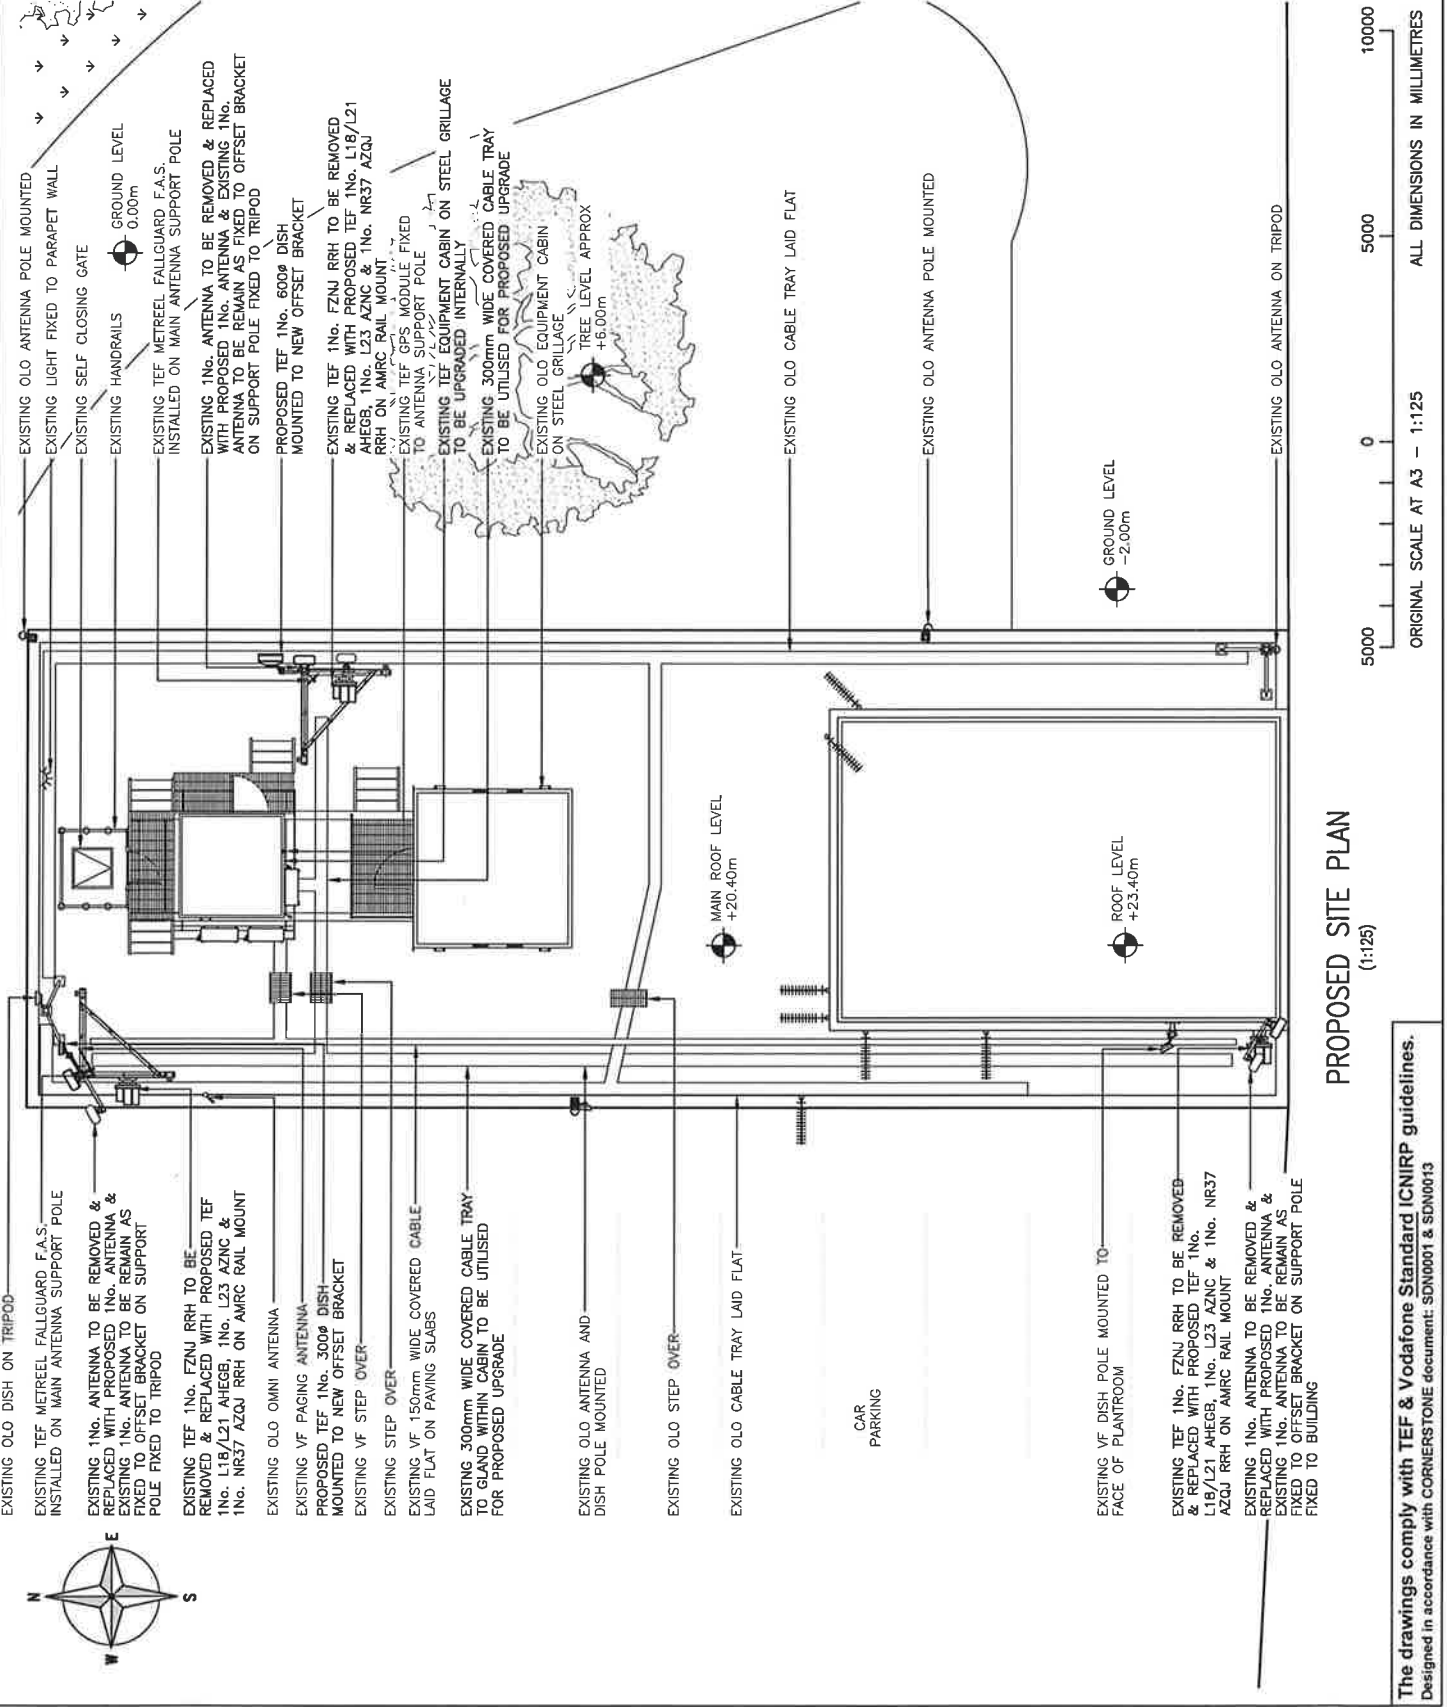 EXISTING OLO DISH ON TRIPOD
EXISTING TEF METREEL FALLGUARD F.A.S.
INSTALLED ON MAIN ANTENNA SUPPORT POLE
EXISTING 1No. ANTENNA TO BE REMOVED &
REPLACED WITH PROPOSED 1No. ANTENNA &
EXISTING 1No. ANTENNA TO BE REMAIN AS
FIXED TO OFFSET BRACKET ON SUPPORT
POLE FIXED TO TRIPOD
EXISTING TEF 1No. FZNJ RRH TO BE
REMOVED & REPLACED WITH PROPOSED TEF
1No. L18/L21 AHEGB, 1No. L23 AZNC &
1No. NR37 AZQJ RRH ON AMRC RAIL MOUNT
EXISTING OLO OMNI ANTENNA
EXISTING VF PAGING ANTENNA
PROPOSED TEF 1No. 300ø DISH
MOUNTED TO NEW OFFSET BRACKET
EXISTING VF STEP OVER
EXISTING STEP OVER
EXISTING VF 150mm WIDE COVERED CABLE
LAID FLAT ON PAVING SLABS
EXISTING 300mm WIDE COVERED CABLE TRAY
TO GLAND WITHIN CABIN TO BE UTILISED
FOR PROPOSED UPGRADE
EXISTING OLO ANTENNA AND
DISH POLE MOUNTED
EXISTING OLO STEP OVER
EXISTING OLO CABLE TRAY LAID FLAT
CAR
PARKING
EXISTING VF DISH POLE MOUNTED TO
FACE OF PLANTROOM
EXISTING TEF 1No. FZNJ RRH TO BE REMOVED
& REPLACED WITH PROPOSED TEF 1No.
L18/L21 AHEGB, 1No. L23 AZNC & 1No. NR37
AZQJ RRH ON AMRC RAIL MOUNT
EXISTING 1No. ANTENNA TO BE REMOVED &
REPLACED WITH PROPOSED 1No. ANTENNA &
EXISTING 1No. ANTENNA TO BE REMAIN AS
FIXED TO OFFSET BRACKET ON SUPPORT POLE
FIXED TO BUILDING
N
E
S
W
MAIN ROOF LEVEL
+20.40m
ROOF LEVEL
+23.40m
EXISTING OLO ANTENNA POLE MOUNTED
EXISTING LIGHT FIXED TO PARAPET WALL
EXISTING SELF CLOSING GATE
EXISTING HANDRAILS
GROUND LEVEL
0.00m
EXISTING TEF METREEL FALLGUARD F.A.S.
INSTALLED ON MAIN ANTENNA SUPPORT POLE
EXISTING 1No. ANTENNA TO BE REMOVED & REPLACED
WITH PROPOSED 1No. ANTENNA & EXISTING 1No.
ANTENNA TO BE REMAIN AS FIXED TO OFFSET BRACKET
ON SUPPORT POLE FIXED TO TRIPOD
PROPOSED TEF 1No. 600ø DISH
MOUNTED TO NEW OFFSET BRACKET
EXISTING TEF 1No. FZNJ RRH TO BE REMOVED
& REPLACED WITH PROPOSED TEF 1No. L18/L21
AHEGB, 1No. L23 AZNC & 1No. NR37 AZQJ
RRH ON AMRC RAIL MOUNT
EXISTING TEF GPS MODULE FIXED
TO ANTENNA SUPPORT POLE
EXISTING TEF EQUIPMENT CABIN ON STEEL GRILLAGE
TO BE UPGRADED INTERNALLY
EXISTING 300mm WIDE COVERED CABLE TRAY
TO BE UTILISED FOR PROPOSED UPGRADE
EXISTING OLO EQUIPMENT CABIN
ON STEEL GRILLAGE
TREE LEVEL APPROX
+6.00m
EXISTING OLO CABLE TRAY LAID FLAT
EXISTING OLO ANTENNA POLE MOUNTED
GROUND LEVEL
-2.00m
EXISTING OLO ANTENNA ON TRIPOD
PROPOSED SITE PLAN
(1:125)
5000 0 5000 10000
ORIGINAL SCALE AT A3 - 1:125 ALL DIMENSIONS IN MILLIMETRES
The drawings comply with TEF & Vodafone Standard ICNIRP guidelines.
Designed in accordance with CORNERSTONE document: SDN0001 & SDN0013